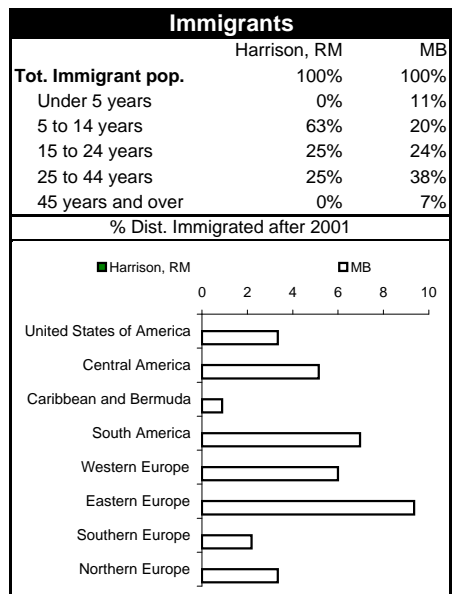 Immigrants
Harrison, RM MB
Tot. Immigrant pop. 100% 100%
Under 5 years 0% 11%
5 to 14 years 63% 20%
15 to 24 years 25% 24%
25 to 44 years 25% 38%
45 years and over 0% 7%
% Dist. Immigrated after 2001
Harrison, RM MB
0 2 4 6 8 10
United States of America
Central America
Caribbean and Bermuda
South America
Western Europe
Eastern Europe
Southern Europe
Northern Europe